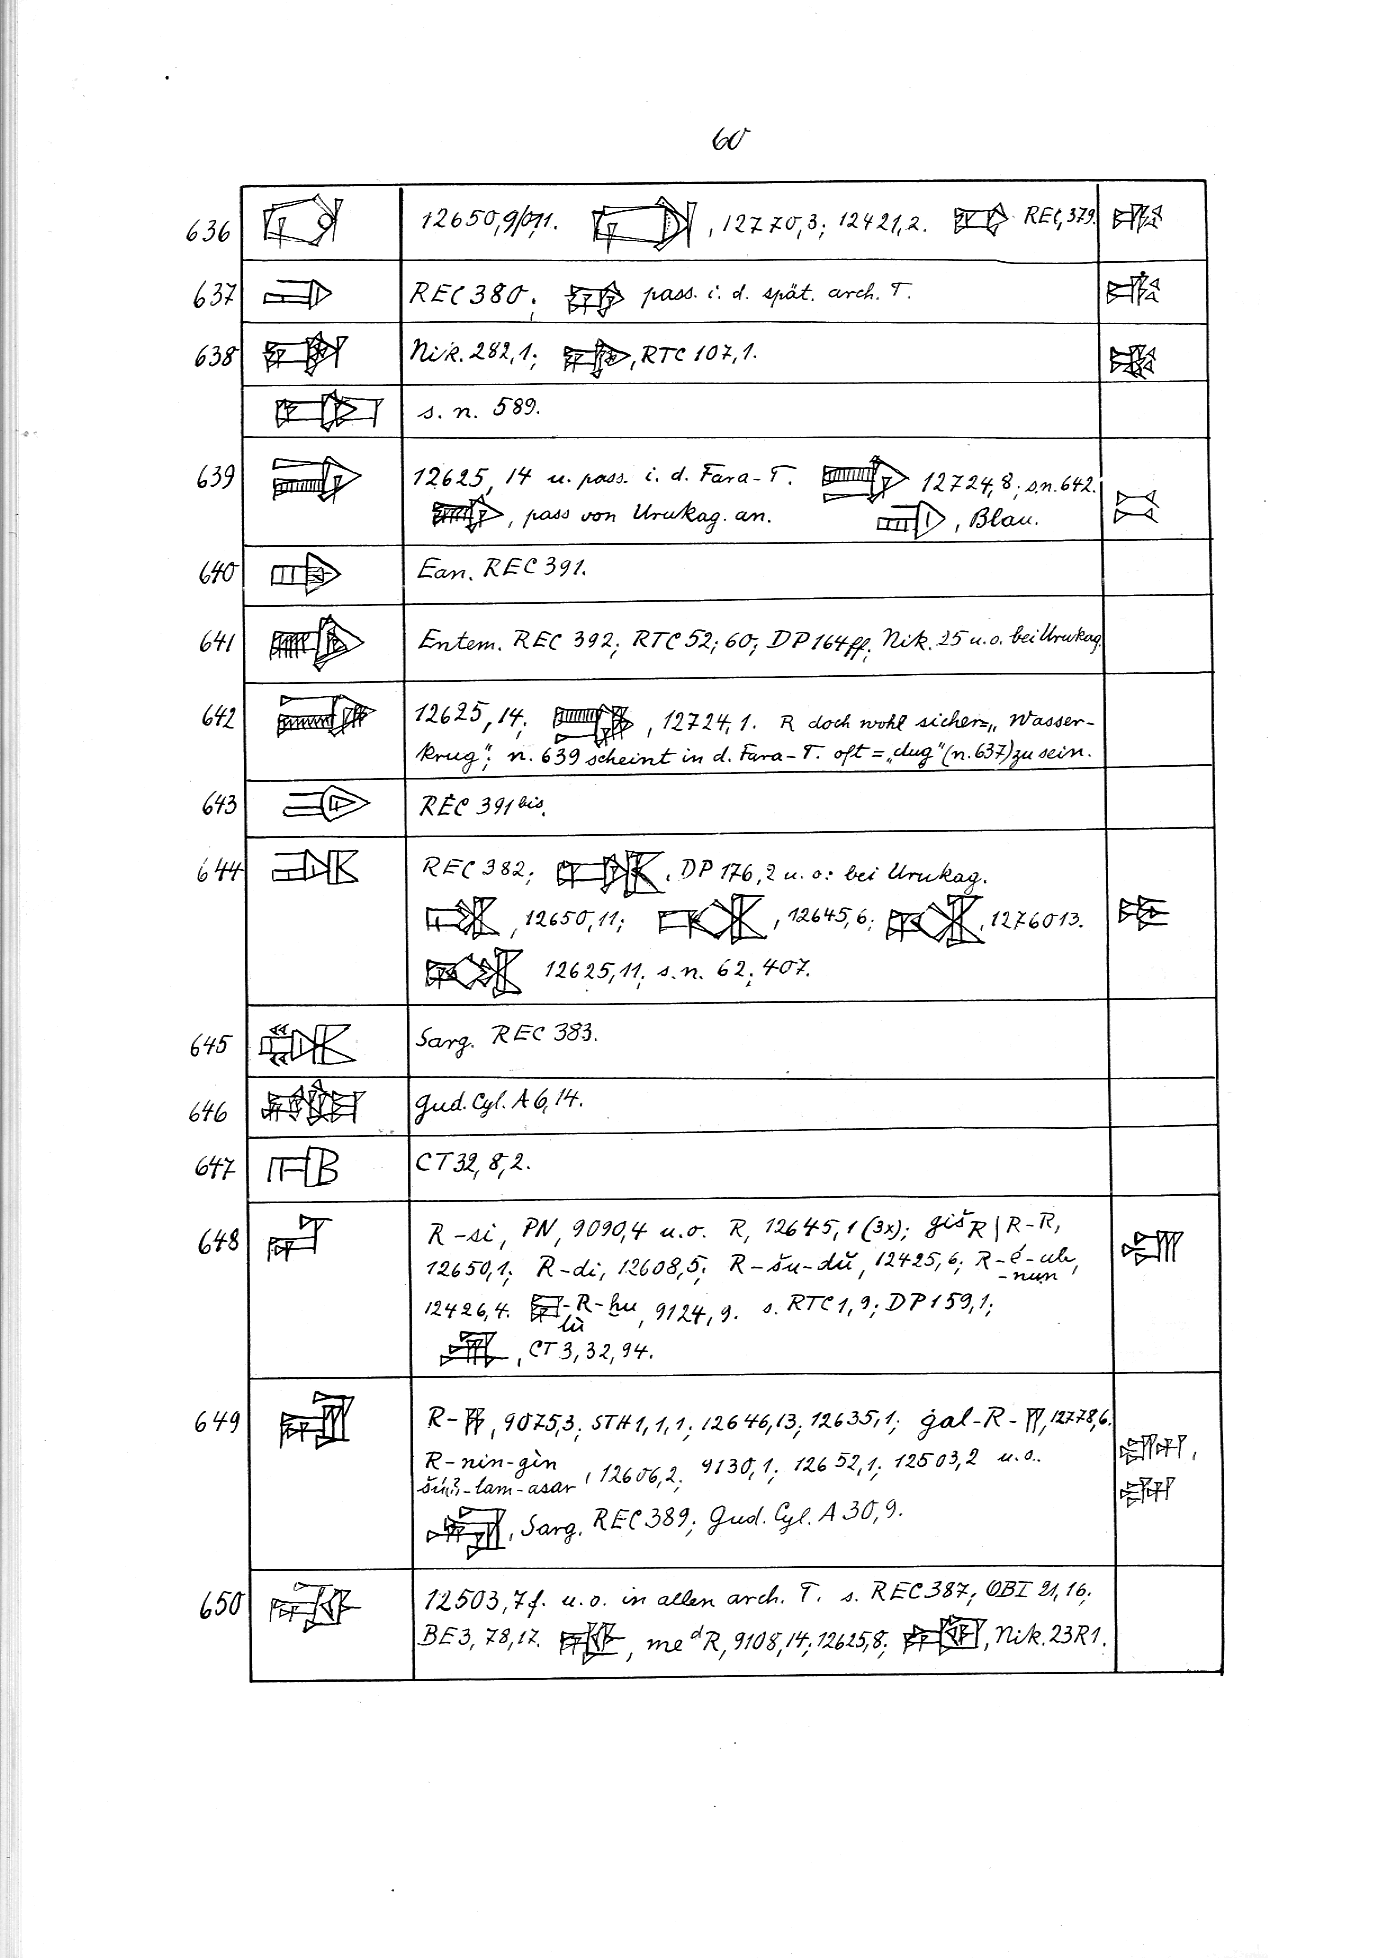 60
636 12650,9/0,11. , 12770,3; 12421,2. REC, 379.
637 REC 380. ; pass. i. d. spät. arch. T.
638 Nik. 282,1; , RTC 107,1.
s. n. 589.
639 12625, 14 u. pass. i. d. Fara-T. 12724,8; s.n. 642.
, pass von Urukag. an. , Blau.
640 Ean. REC 391.
641 Entem. REC 392; RTC 52; 60; DP 164ff; Nik. 25 u.o. bei Urukag.
642 12625,14; , 12724,1. R doch wohl sicher = „Wasser-
krug"; n. 639 scheint in d. Fara-T. oft = „dug" (n. 637) zu sein.
643 REC 391 bis.
644 REC 382; , DP 176,2 u. o. bei Urukag.
, 12650,11; , 12645,6; , 12760 13.
12625,11; s. n. 62; 407.
645 Sarg. REC 383.
646 Gud. Cyl. A 6,14.
647 CT 32, 8, 2.
648 R-si, PN, 9090,4 u.o. R, 12645,1 (3x); giš R | R-R,
12650,1; R-di, 12608,5; R-šu-dŭ, 12425,6; R-é-ub-
-nun,
12426,4. -R-hu, 9124,9. s. RTC 1,9; DP 159,1;
lù
, CT 3, 32, 94.
649 R- , 9075,3; STH 1,1,1; 12646,13; 12635,1; gal-R- , 12778,6.
R-nin-gìn
-lam-asar , 12606,2; 9130,1; 12652,1; 12503,2 u.o.
, Sarg. REC 389; Gud. Cyl. A 30,9.
650 12503,7f. u. o. in allen arch. T. s. REC 387; OBI 21,16;
BE 3, 78,17. , me d R, 9108,14; 12625,8; , Nik. 23 R 1.